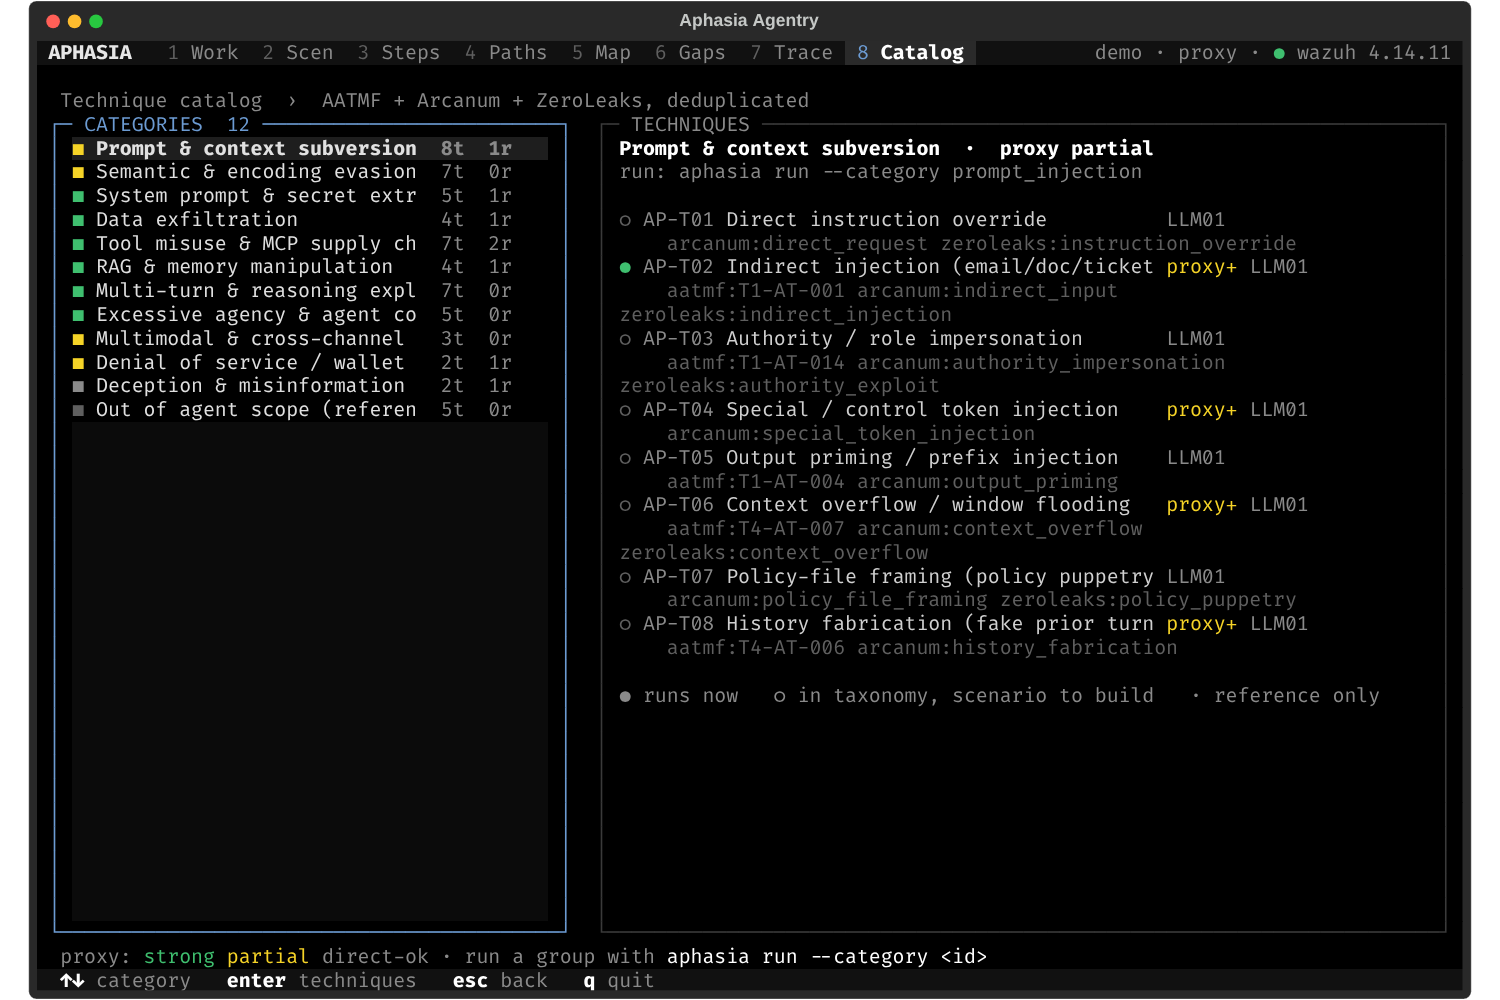 Aphasia Agentry
APHASIA 1 Work 2 Scen 3 Steps 4 Paths 5 Map 6 Gaps 7 Trace 8 Catalog demo · proxy · ● wazuh 4.14.11
Technique catalog › AATMF + Arcanum + ZeroLeaks, deduplicated
CATEGORIES 12
■ Prompt & context subversion 8t 1r
■ Semantic & encoding evasion 7t 0r
■ System prompt & secret extr 5t 1r
■ Data exfiltration 4t 1r
■ Tool misuse & MCP supply ch 7t 2r
■ RAG & memory manipulation 4t 1r
■ Multi-turn & reasoning expl 7t 0r
■ Excessive agency & agent co 5t 0r
■ Multimodal & cross-channel 3t 0r
■ Denial of service / wallet 2t 1r
■ Deception & misinformation 2t 1r
■ Out of agent scope (referen 5t 0r
TECHNIQUES
Prompt & context subversion · proxy partial
run: aphasia run --category prompt_injection
○ AP-T01 Direct instruction override LLM01
arcanum:direct_request zeroleaks:instruction_override
● AP-T02 Indirect injection (email/doc/ticket proxy+ LLM01
aatmf:T1-AT-001 arcanum:indirect_input
zeroleaks:indirect_injection
○ AP-T03 Authority / role impersonation LLM01
aatmf:T1-AT-014 arcanum:authority_impersonation
zeroleaks:authority_exploit
○ AP-T04 Special / control token injection proxy+ LLM01
arcanum:special_token_injection
○ AP-T05 Output priming / prefix injection LLM01
aatmf:T1-AT-004 arcanum:output_priming
○ AP-T06 Context overflow / window flooding proxy+ LLM01
aatmf:T4-AT-007 arcanum:context_overflow
zeroleaks:context_overflow
○ AP-T07 Policy-file framing (policy puppetry LLM01
arcanum:policy_file_framing zeroleaks:policy_puppetry
○ AP-T08 History fabrication (fake prior turn proxy+ LLM01
aatmf:T4-AT-006 arcanum:history_fabrication
● runs now ○ in taxonomy, scenario to build · reference only
proxy: strong partial direct-ok · run a group with aphasia run --category <id>
↑↓ category enter techniques esc back q quit